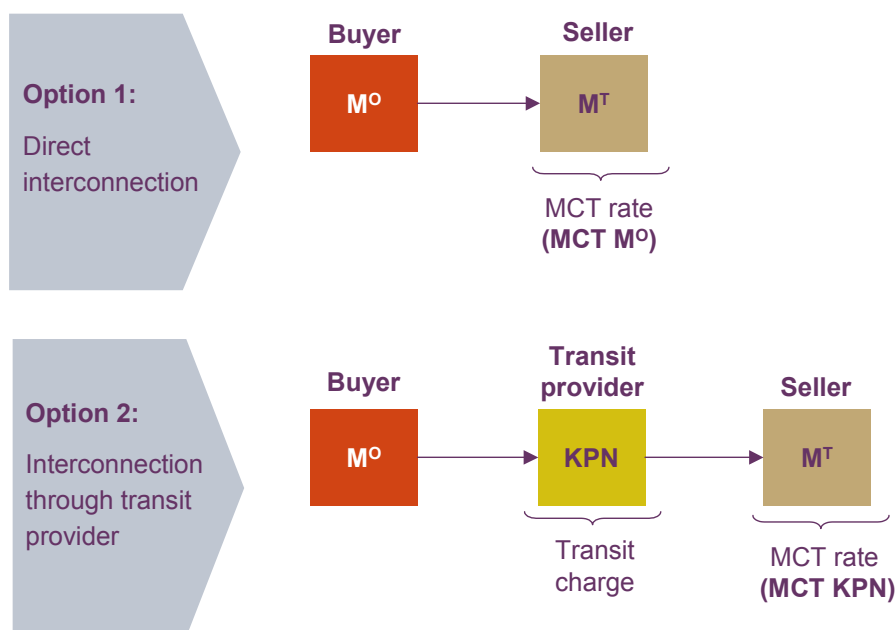 Option 1:
Direct
interconnection
Buyer
Seller
Mᴼ
Mᵀ
MCT rate
(MCT Mᴼ)
Option 2:
Interconnection
through transit
provider
Buyer
Transit
provider
Seller
Mᴼ
KPN
Mᵀ
Transit
charge
MCT rate
(MCT KPN)